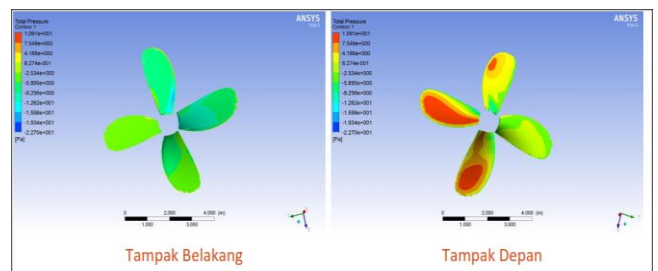 Total Pressure
Contour 1
1.091e+001
7.549e+000
4.188e+000
8.274e-001
-2.534e+000
-5.895e+000
-9.256e+000
-1.262e+001
-1.598e+001
-1.934e+001
-2.270e+001
[Pa]
ANSYS
0 2.000 4.000 (m)
1.000 3.000
Tampak Belakang
Total Pressure
Contour 1
1.091e+001
7.549e+000
4.188e+000
8.274e-001
-2.534e+000
-5.895e+000
-9.256e+000
-1.262e+001
-1.598e+001
-1.934e+001
-2.270e+001
[Pa]
ANSYS
0 2.000 4.000 (m)
1.000 3.000
Tampak Depan